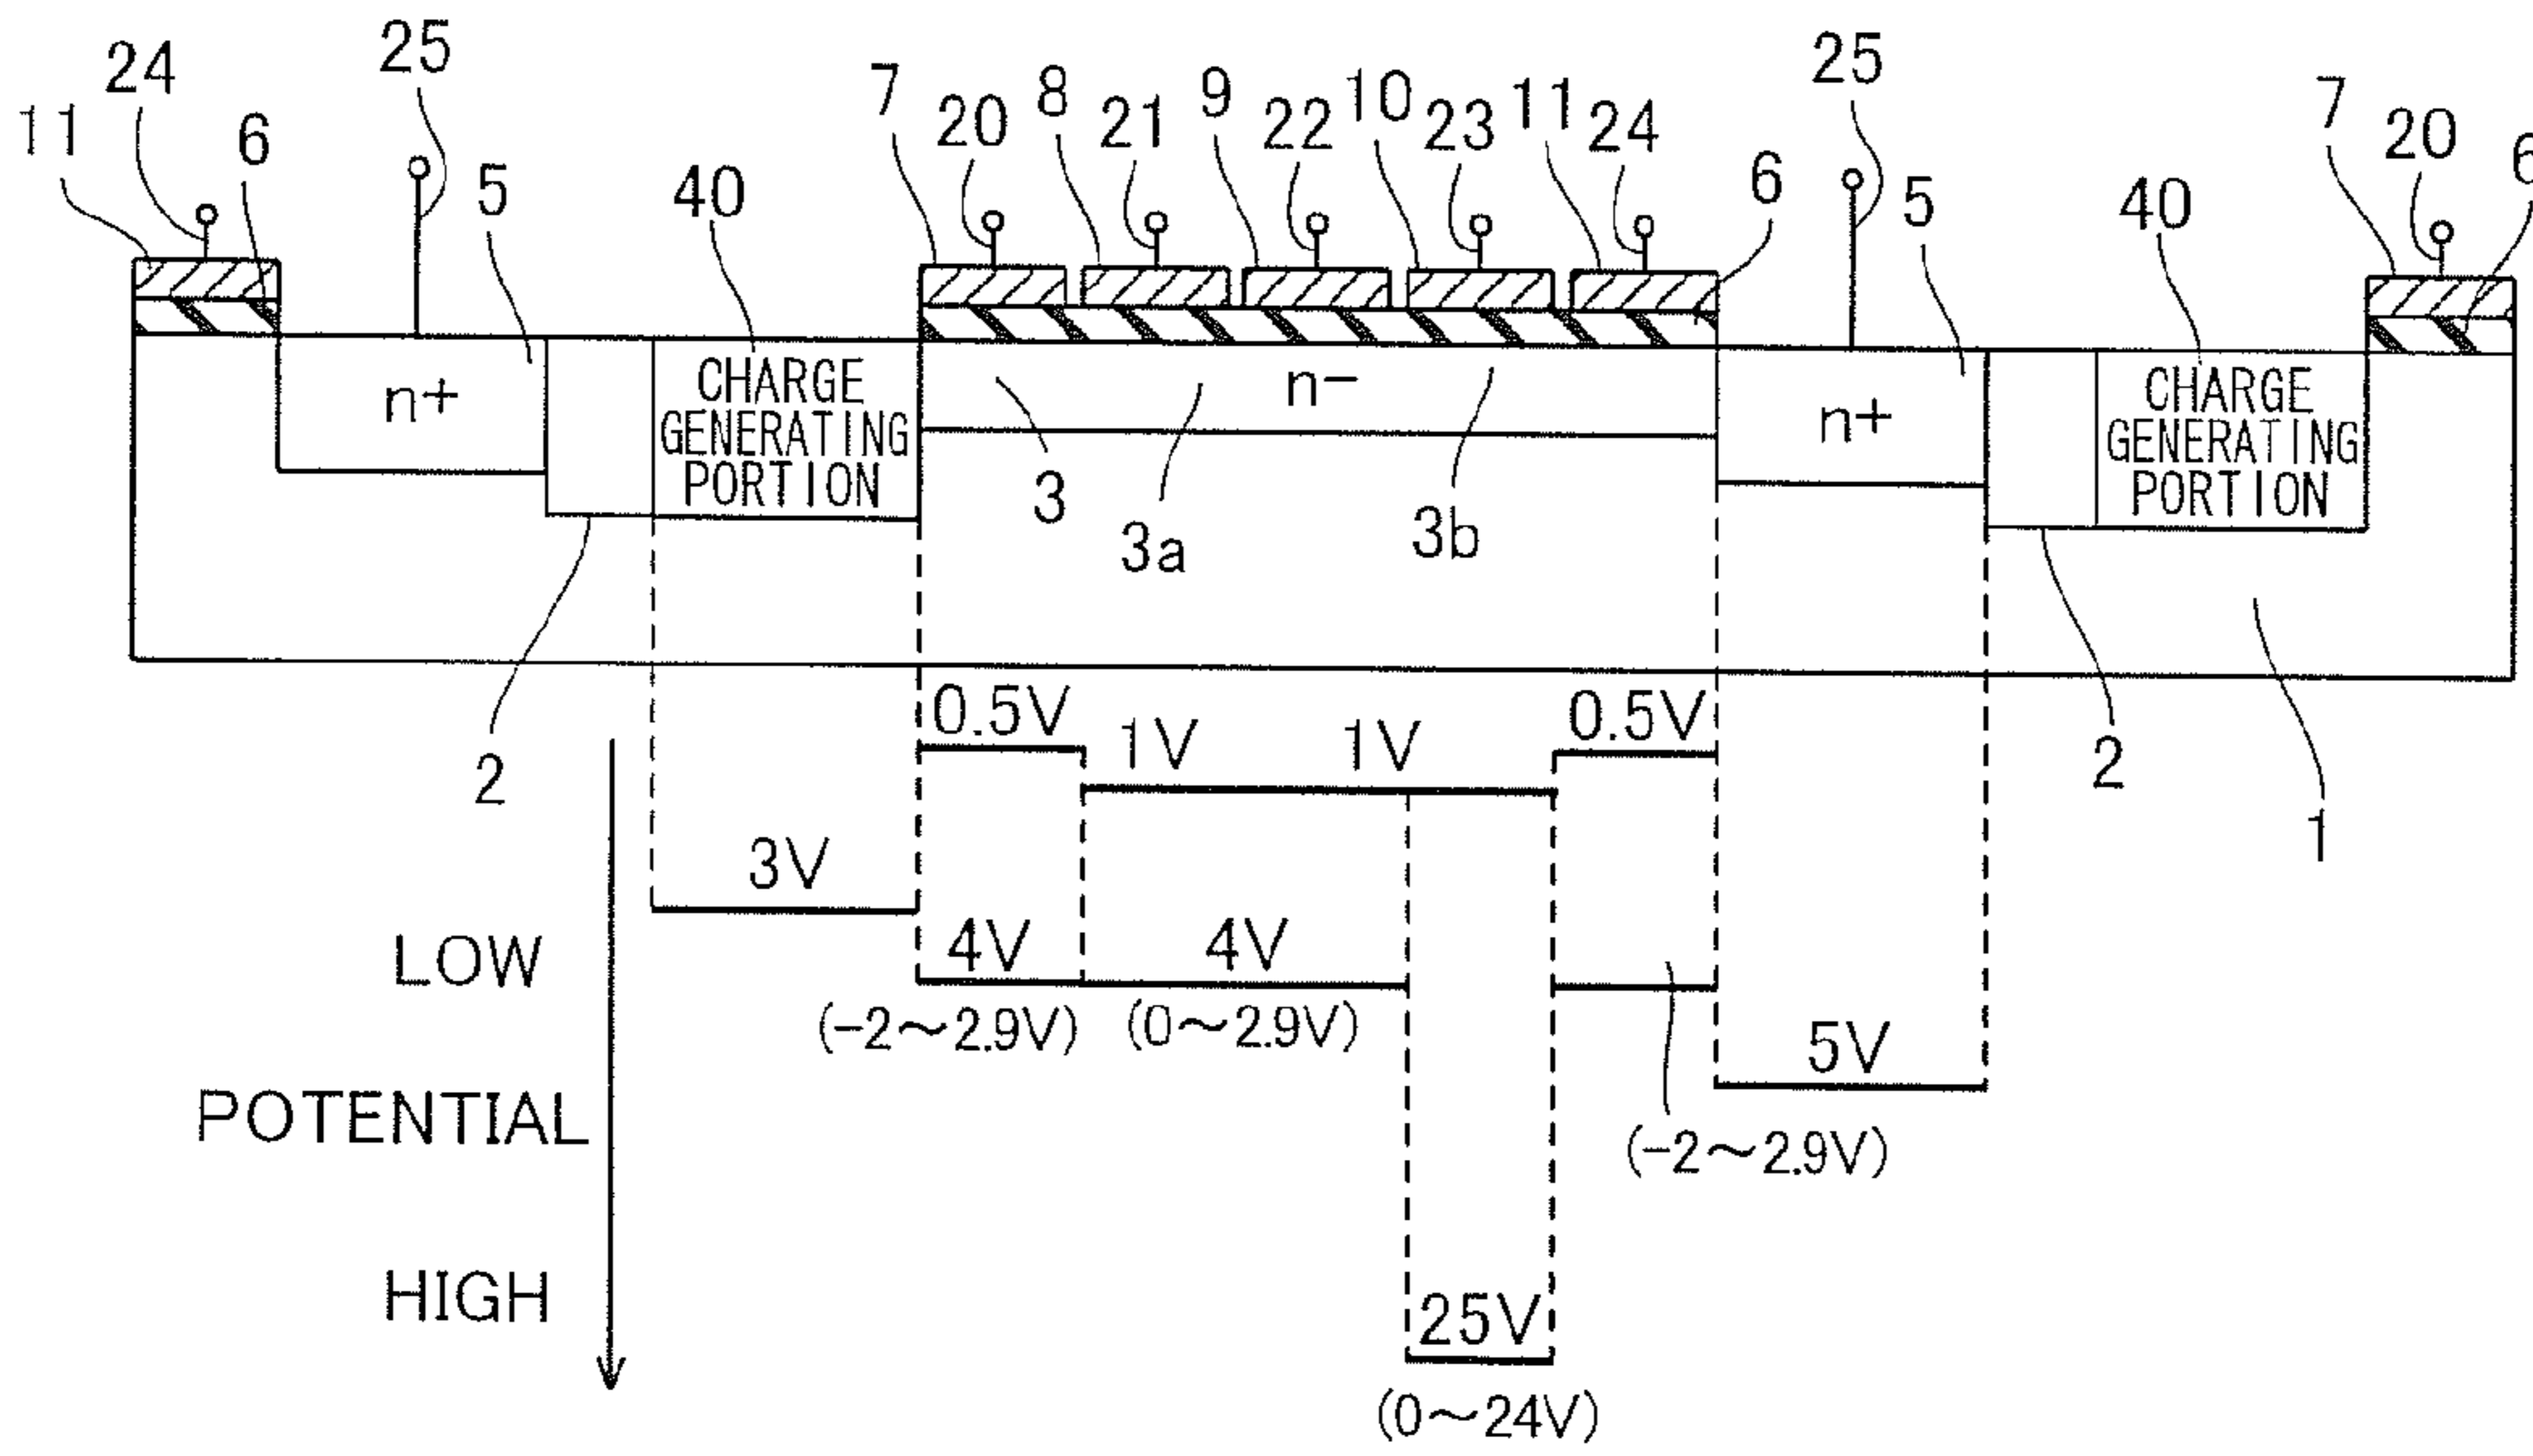 24 25 25
11 6 5 40 7 20 8 21 9 22 10 23 11 24 6 5 40 7 20 6
n+
CHARGE
GENERATING
PORTION
n-
n+
CHARGE
GENERATING
PORTION
3 3a 3b
2 2 1
0.5V 1V 1V 0.5V
3V
LOW
4V 4V
(-2～2.9V) (0～2.9V)
5V
POTENTIAL
(-2～2.9V)
HIGH
25V
(0～24V)